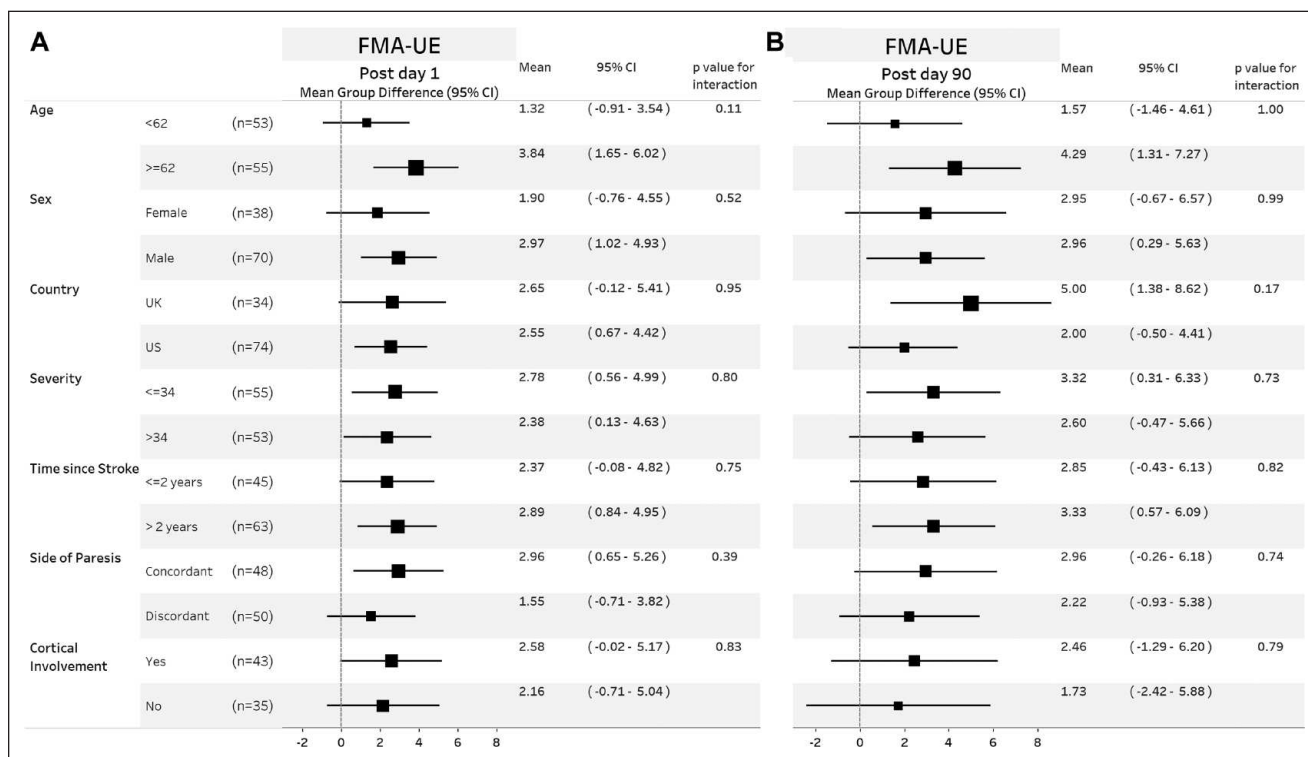 A
FMA-UE
Post day 1
Mean Group Difference (95% CI)
Mean 95% CI p value for interaction
B
FMA-UE
Post day 90
Mean Group Difference (95% CI)
Mean 95% CI p value for interaction
Age
<62 (n=53) 1.32 (-0.91 - 3.54) 0.11 1.57 (-1.46 - 4.61) 1.00
>=62 (n=55) 3.84 (1.65 - 6.02) 4.29 (1.31 - 7.27)
Sex
Female (n=38) 1.90 (-0.76 - 4.55) 0.52 2.95 (-0.67 - 6.57) 0.99
Male (n=70) 2.97 (1.02 - 4.93) 2.96 (0.29 - 5.63)
Country
UK (n=34) 2.65 (-0.12 - 5.41) 0.95 5.00 (1.38 - 8.62) 0.17
US (n=74) 2.55 (0.67 - 4.42) 2.00 (-0.50 - 4.41)
Severity
<=34 (n=55) 2.78 (0.56 - 4.99) 0.80 3.32 (0.31 - 6.33) 0.73
>34 (n=53) 2.38 (0.13 - 4.63) 2.60 (-0.47 - 5.66)
Time since Stroke
<=2 years (n=45) 2.37 (-0.08 - 4.82) 0.75 2.85 (-0.43 - 6.13) 0.82
> 2 years (n=63) 2.89 (0.84 - 4.95) 3.33 (0.57 - 6.09)
Side of Paresis
Concordant (n=48) 2.96 (0.65 - 5.26) 0.39 2.96 (-0.26 - 6.18) 0.74
Discordant (n=50) 1.55 (-0.71 - 3.82) 2.22 (-0.93 - 5.38)
Cortical
Involvement
Yes (n=43) 2.58 (-0.02 - 5.17) 0.83 2.46 (-1.29 - 6.20) 0.79
No (n=35) 2.16 (-0.71 - 5.04) 1.73 (-2.42 - 5.88)
-2 0 2 4 6 8 -2 0 2 4 6 8